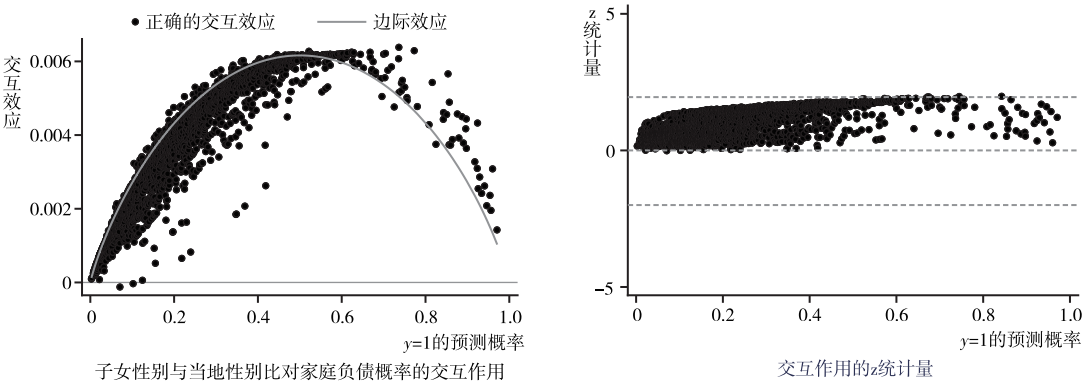 正确的交互效应 边际效应
交互效应
0.006
0.004
0.002
0
0 0.2 0.4 0.6 0.8 1.0
y=1的预测概率
子女性别与当地性别比对家庭负债概率的交互作用
z统计量
5
0
−5
0 0.2 0.4 0.6 0.8 1.0
y=1的预测概率
交互作用的z统计量